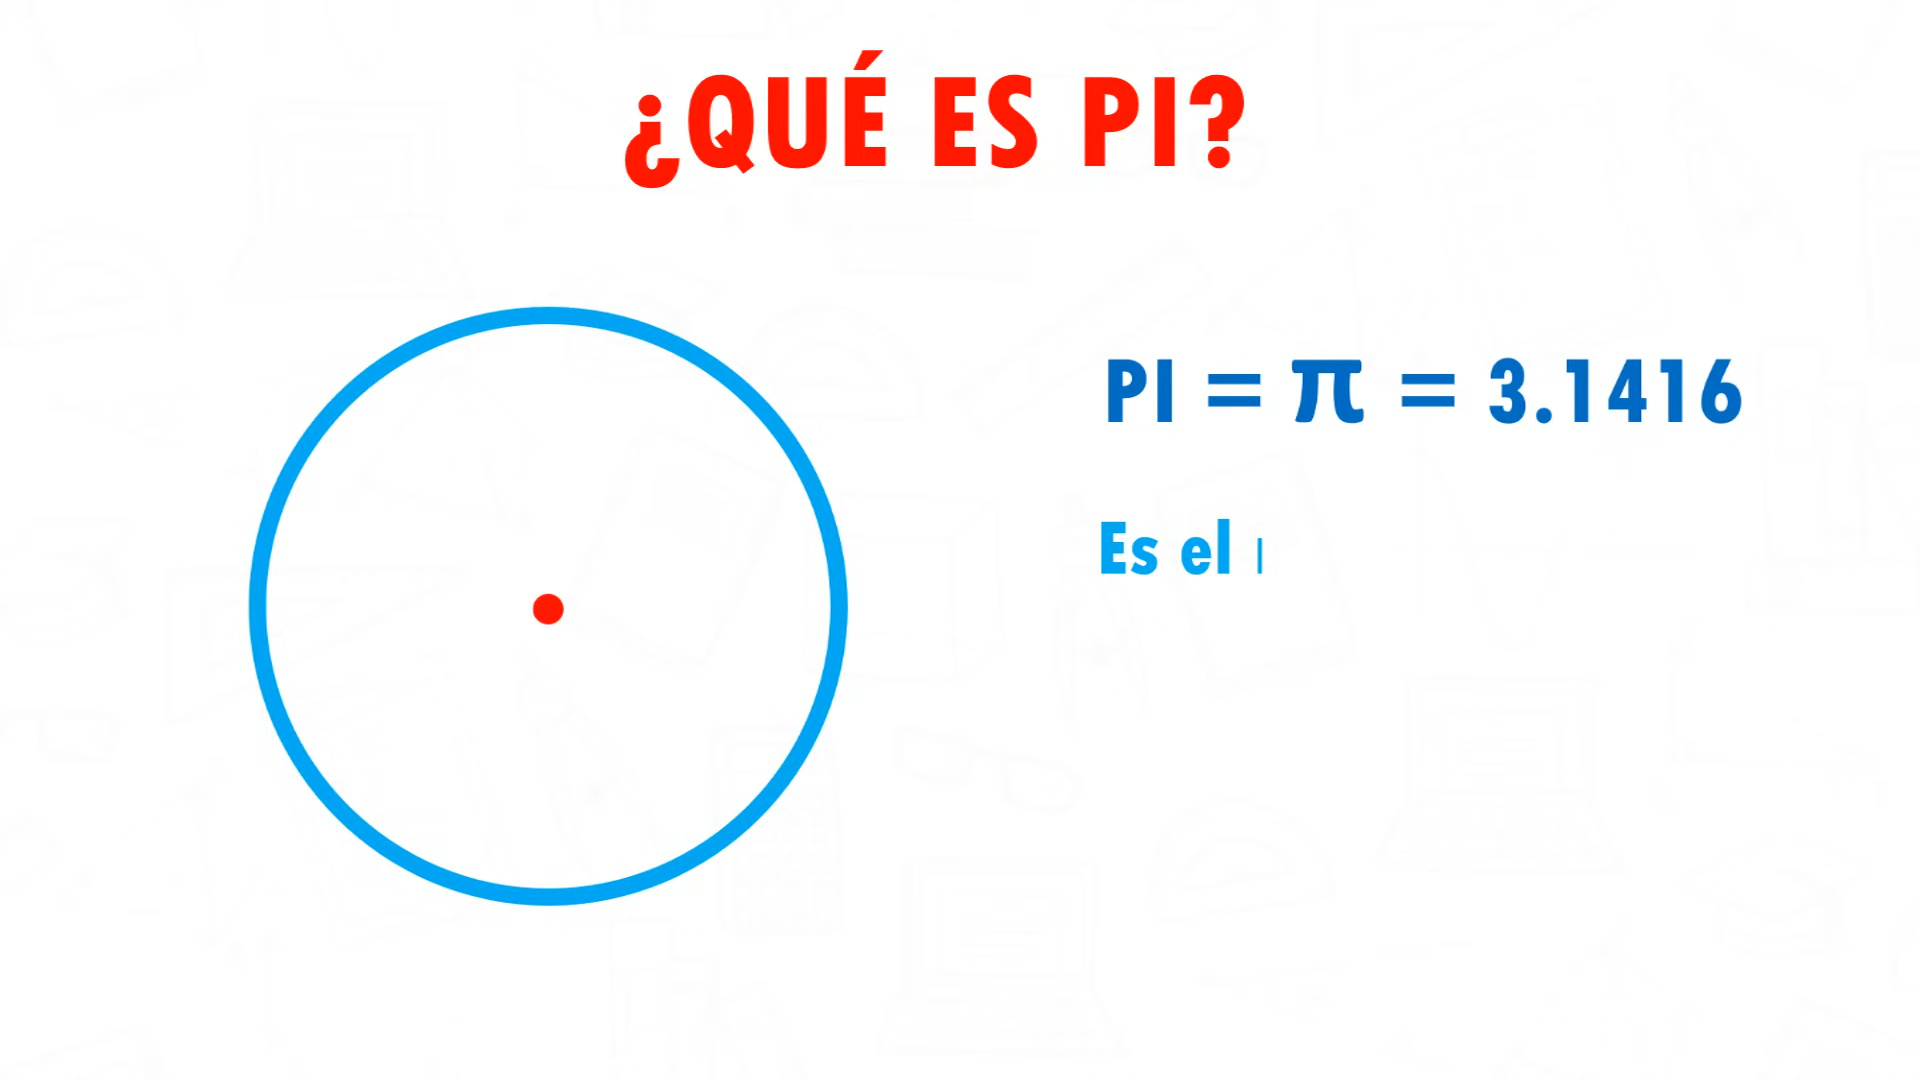 ¿QUÉ ES PI?
PI = π = 3.1416
Es el